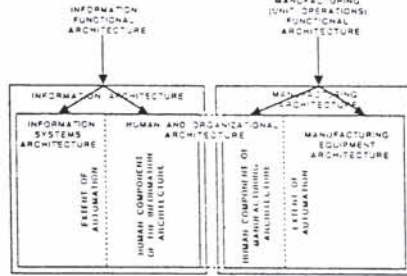 INFORMATION
FUNCTIONAL
ARCHITECTURE
MANUFACTURING
(UNIT OPERATIONS)
FUNCTIONAL
ARCHITECTURE
INFORMATION ARCHITECTURE
MANUFACTURING
ARCHITECTURE
INFORMATION
SYSTEMS
ARCHITECTURE
HUMAN AND ORGANIZATIONAL
ARCHITECTURE
MANUFACTURING
EQUIPMENT
ARCHITECTURE
EXTENT OF
AUTOMATION
HUMAN COMPONENT
OF THE INFORMATION
ARCHITECTURE
HUMAN COMPONENT OF
MANUFACTURING
ARCHITECTURE
EXTENT OF
AUTOMATION